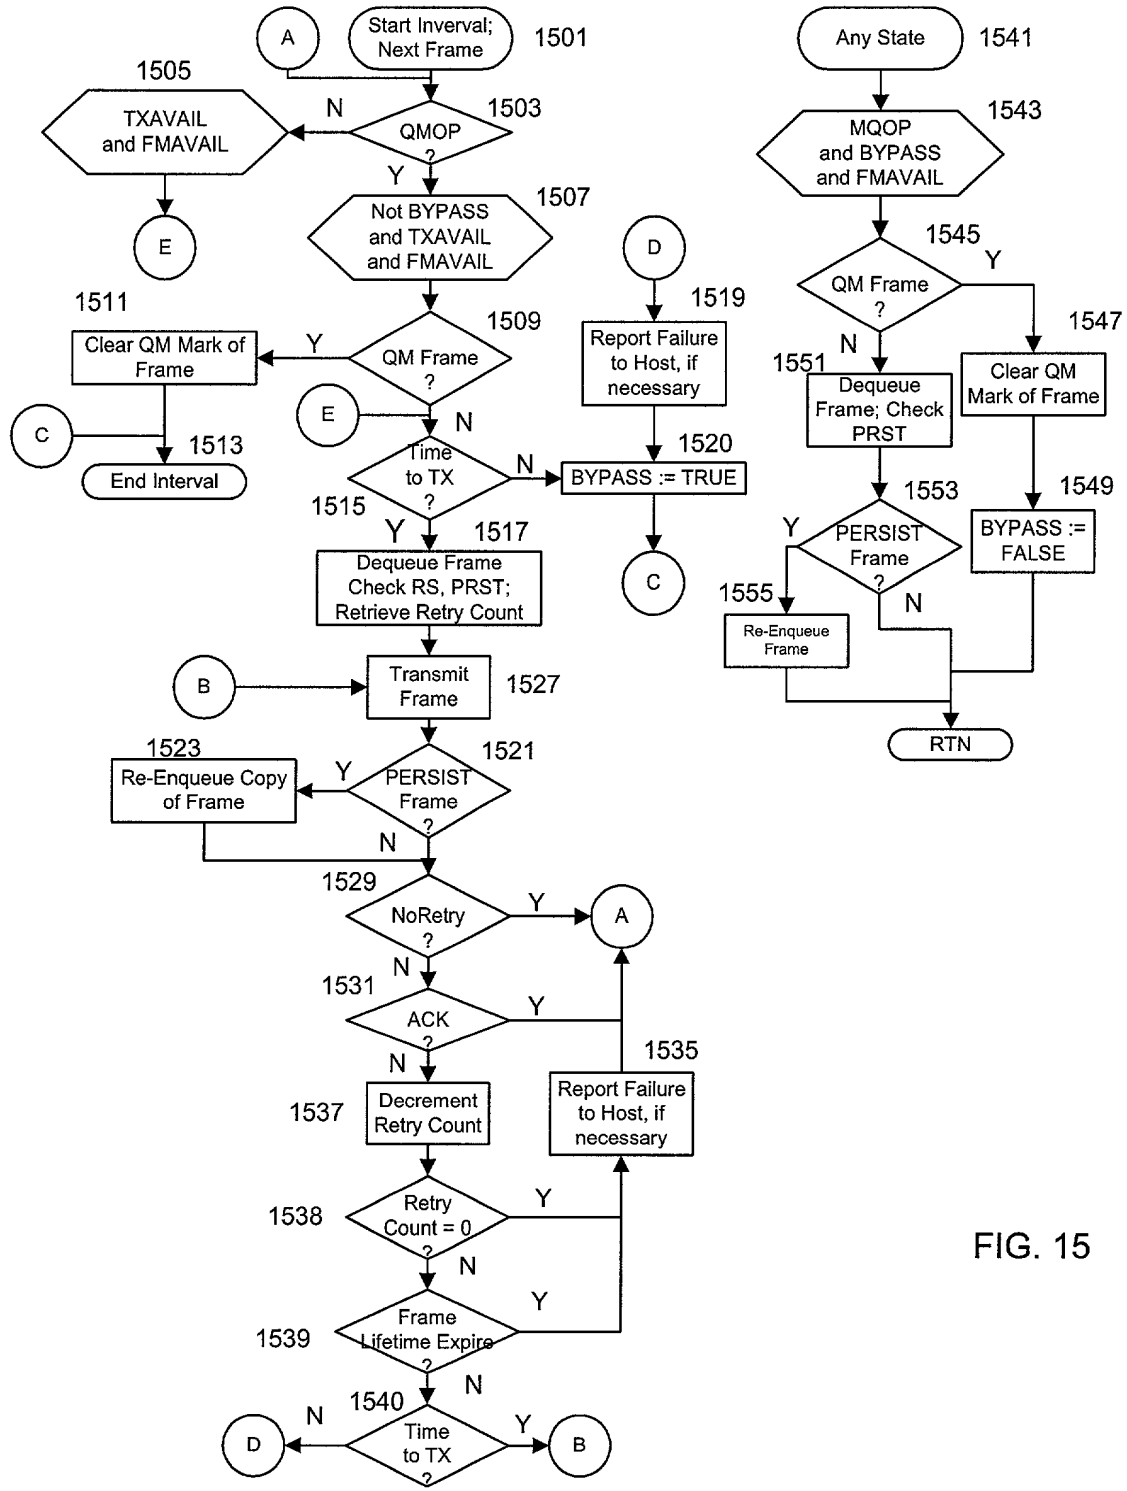 A
Start Inverval;
Next Frame
1501
1505
TXAVAIL
and FMAVAIL
N
QMOP
?
1503
Y
E
Not BYPASS
and TXAVAIL
and FMAVAIL
1507
1511
Clear QM Mark of
Frame
Y
QM Frame
?
1509
N
E
C
1513
End Interval
Time
to TX
?
1515
N
Y
D
1519
Report Failure
to Host, if
necessary
1520
BYPASS := TRUE
C
1517
Dequeue Frame
Check RS, PRST;
Retrieve Retry Count
B
Transmit
Frame
1527
1523
Re-Enqueue Copy
of Frame
Y
PERSIST
Frame
?
1521
N
1529
NoRetry
?
Y
A
N
1531
ACK
?
Y
N
1535
Report Failure
to Host, if
necessary
1537
Decrement
Retry Count
1538
Retry
Count = 0
?
Y
N
1539
Frame
Lifetime Expire
?
Y
N
1540
Time
to TX
?
N
D
Y
B
Any State
1541
1543
MQOP
and BYPASS
and FMAVAIL
1545
QM Frame
?
Y
N
1547
Clear QM
Mark of Frame
1551
Dequeue
Frame; Check
PRST
1549
BYPASS :=
FALSE
1553
PERSIST
Frame
?
Y
N
1555
Re-Enqueue
Frame
RTN
FIG. 15